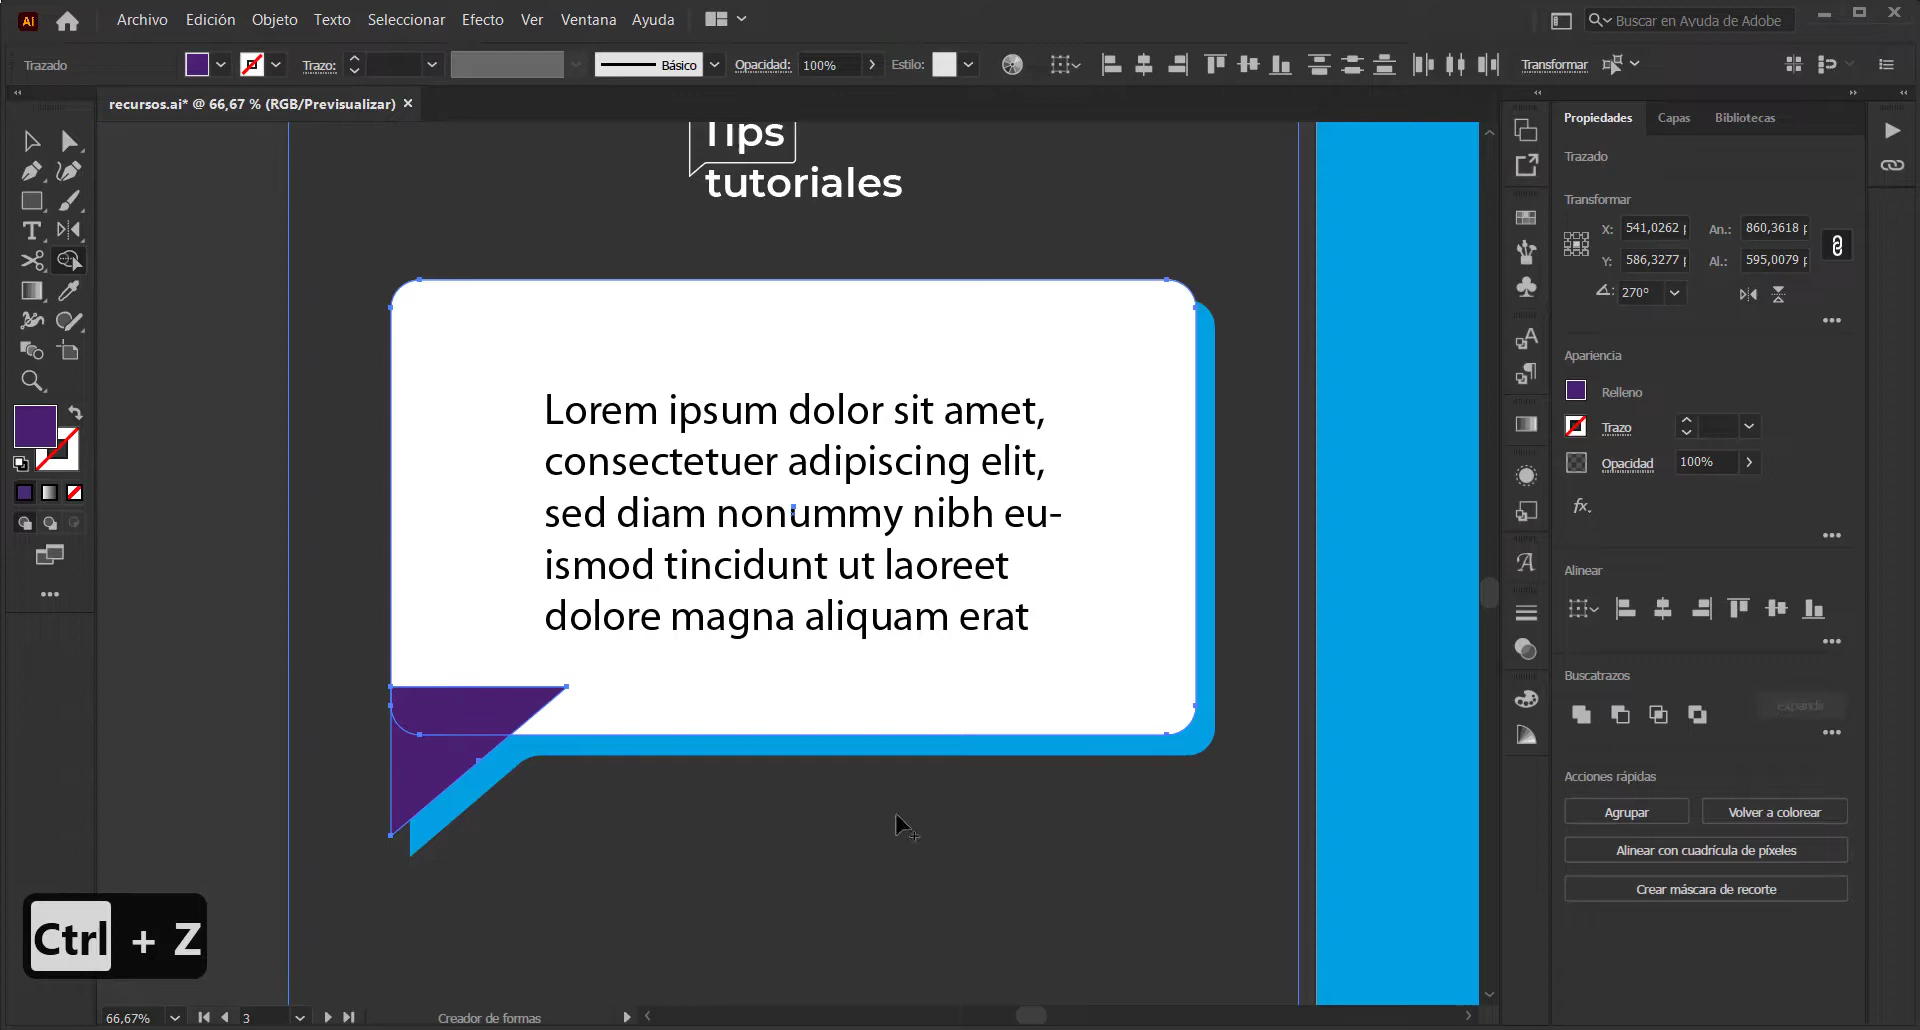 Ai
Archivo Edición Objeto Texto Seleccionar Efecto Ver Ventana Ayuda
Buscar en Ayuda de Adobe
Trazado
Trazo:
Básico
Opacidad: 100%
Estilo:
Transformar
recursos.ai* @ 66,67 % (RGB/Previsualizar) ×
Tips
tutoriales
Lorem ipsum dolor sit amet,
consectetuer adipiscing elit,
sed diam nonummy nibh eu-
ismod tincidunt ut laoreet
dolore magna aliquam erat
Ctrl + Z
66,67%
3
Creador de formas
Propiedades Capas Bibliotecas
Trazado
Transformar
X: 541,0262 An.: 860,3618
Y: 586,3277 Al.: 595,0079
270°
Apariencia
Relleno
Trazo
Opacidad 100%
fx.
Alinear
Buscatrazos
Expandir
Acciones rápidas
Agrupar Volver a colorear
Alinear con cuadrícula de píxeles
Crear máscara de recorte